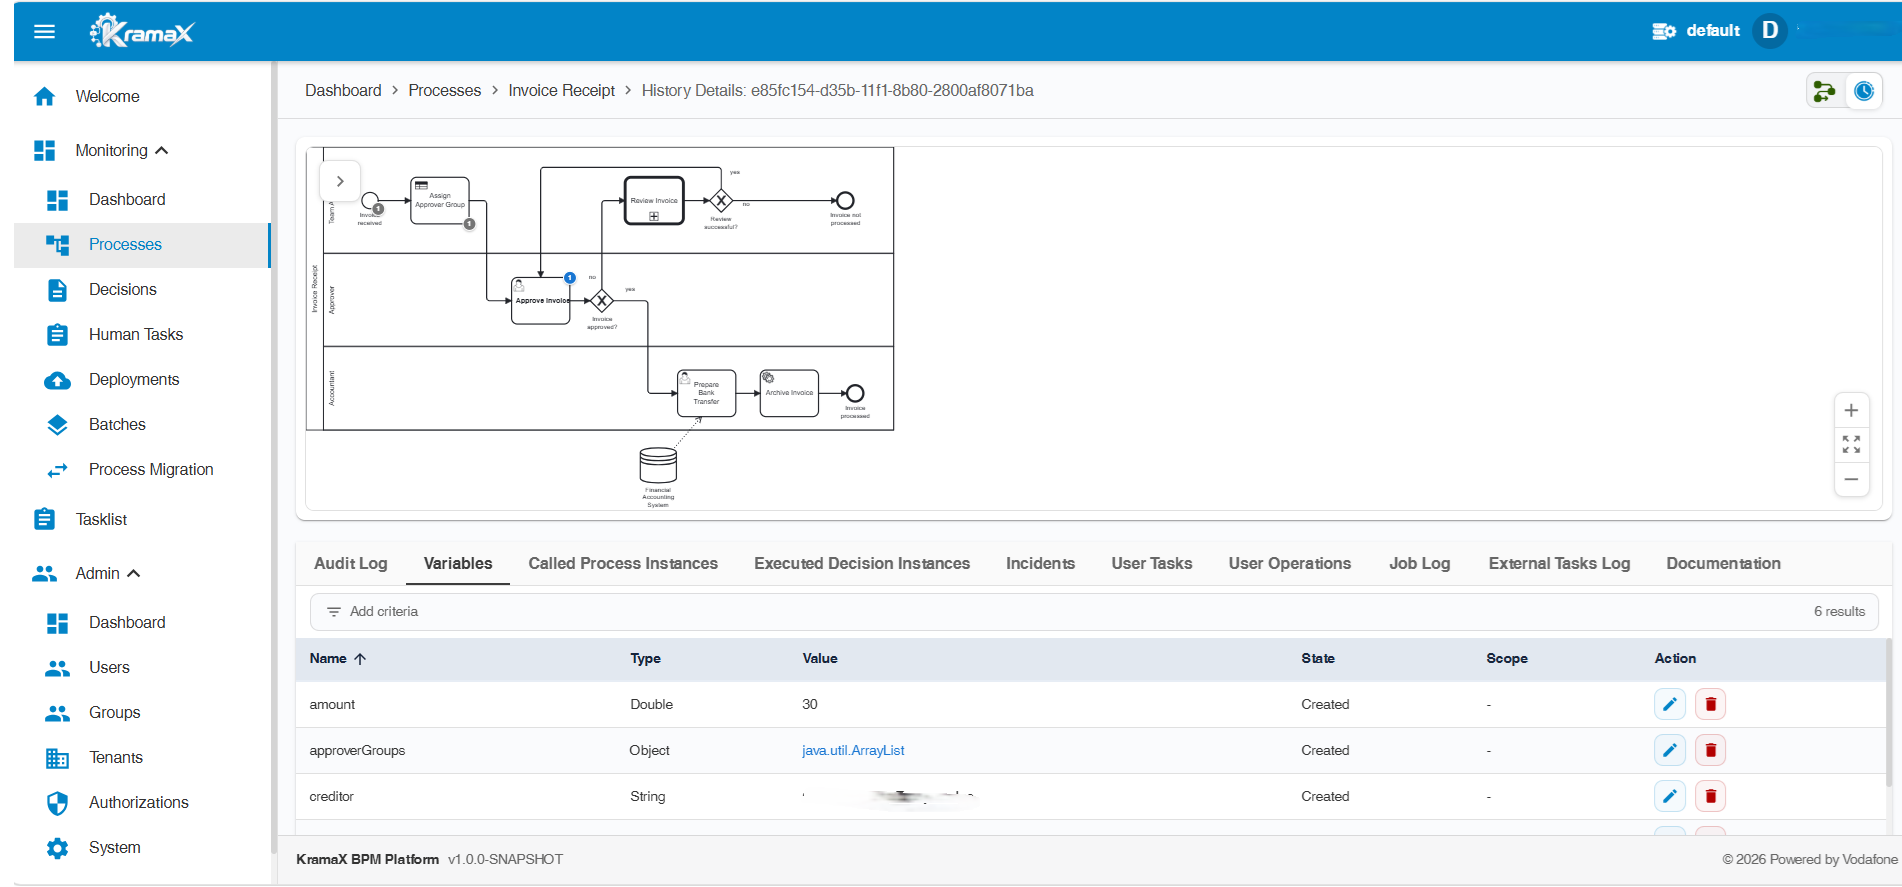 KramaX
default
D
Dashboard > Processes > Invoice Receipt > History Details: e85fc154-d35b-11f1-8b80-2800af8071ba
Welcome
Monitoring
Dashboard
Processes
Decisions
Human Tasks
Deployments
Batches
Process Migration
Tasklist
Admin
Dashboard
Users
Groups
Tenants
Authorizations
System
Invoice Receipt
Team A
Approver
Accountant
received
1
Assign
Approver Group
1
Review Invoice
yes
Review
successful?
no
Invoice not
processed
Approve Invoice
1
no
yes
Invoice
approved?
Prepare
Bank
Transfer
Archive Invoice
Invoice
processed
Financial
Accounting
System
Audit Log Variables Called Process Instances Executed Decision Instances Incidents User Tasks User Operations Job Log External Tasks Log Documentation
Add criteria 6 results
Name Type Value State Scope Action
amount Double 30 Created -
approverGroups Object java.util.ArrayList Created -
creditor String Created -
KramaX BPM Platform v1.0.0-SNAPSHOT
© 2026 Powered by Vodafone